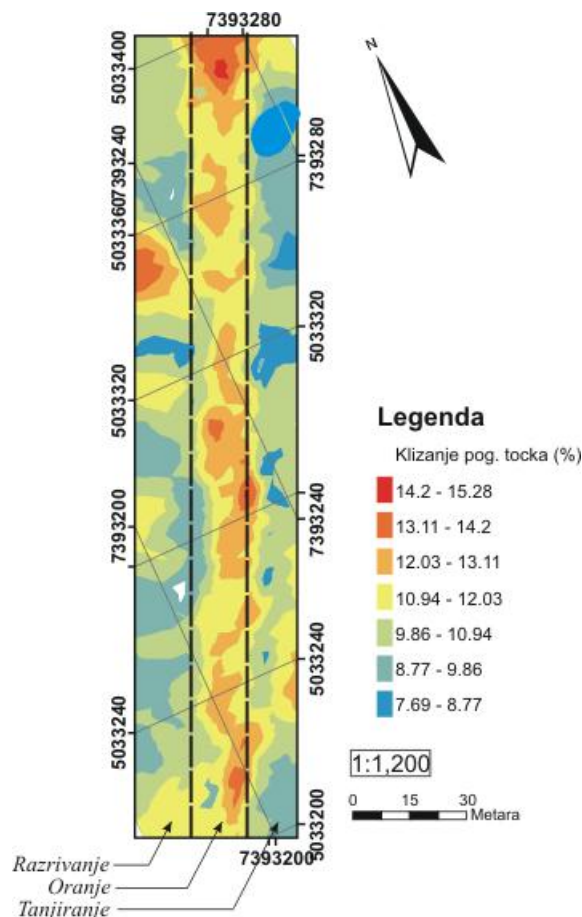 7393280
5033400
7393240
5033360
5033320
7393200
5033240
N
7393280
5033320
7393240
5033240
5033200
7393200
Legenda
Klizanje pog. tocka (%)
14.2 - 15.28
13.11 - 14.2
12.03 - 13.11
10.94 - 12.03
9.86 - 10.94
8.77 - 9.86
7.69 - 8.77
1:1,200
0 15 30
Metara
Razrivanje
Oranje
Tanjiranje